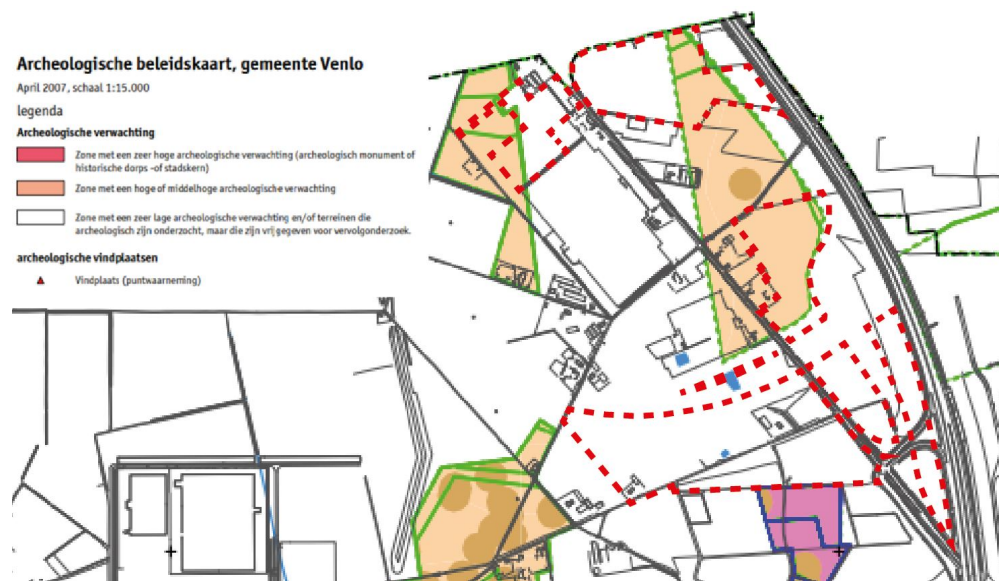 Archeologische beleidskaart, gemeente Venlo
April 2007, schaal 1:15.000
legenda
Archeologische verwachting
Zone met een zeer hoge archeologische verwachting (archeologisch monument of
historische dorps -of stadskern)
Zone met een hoge of middelhoge archeologische verwachting
Zone met een zeer lage archeologische verwachting en/of terreinen die
archeologisch zijn onderzocht, maar die zijn vrijgegeven voor vervolgonderzoek.
archeologische vindplaatsen
Vindplaats (puntwaarneming)